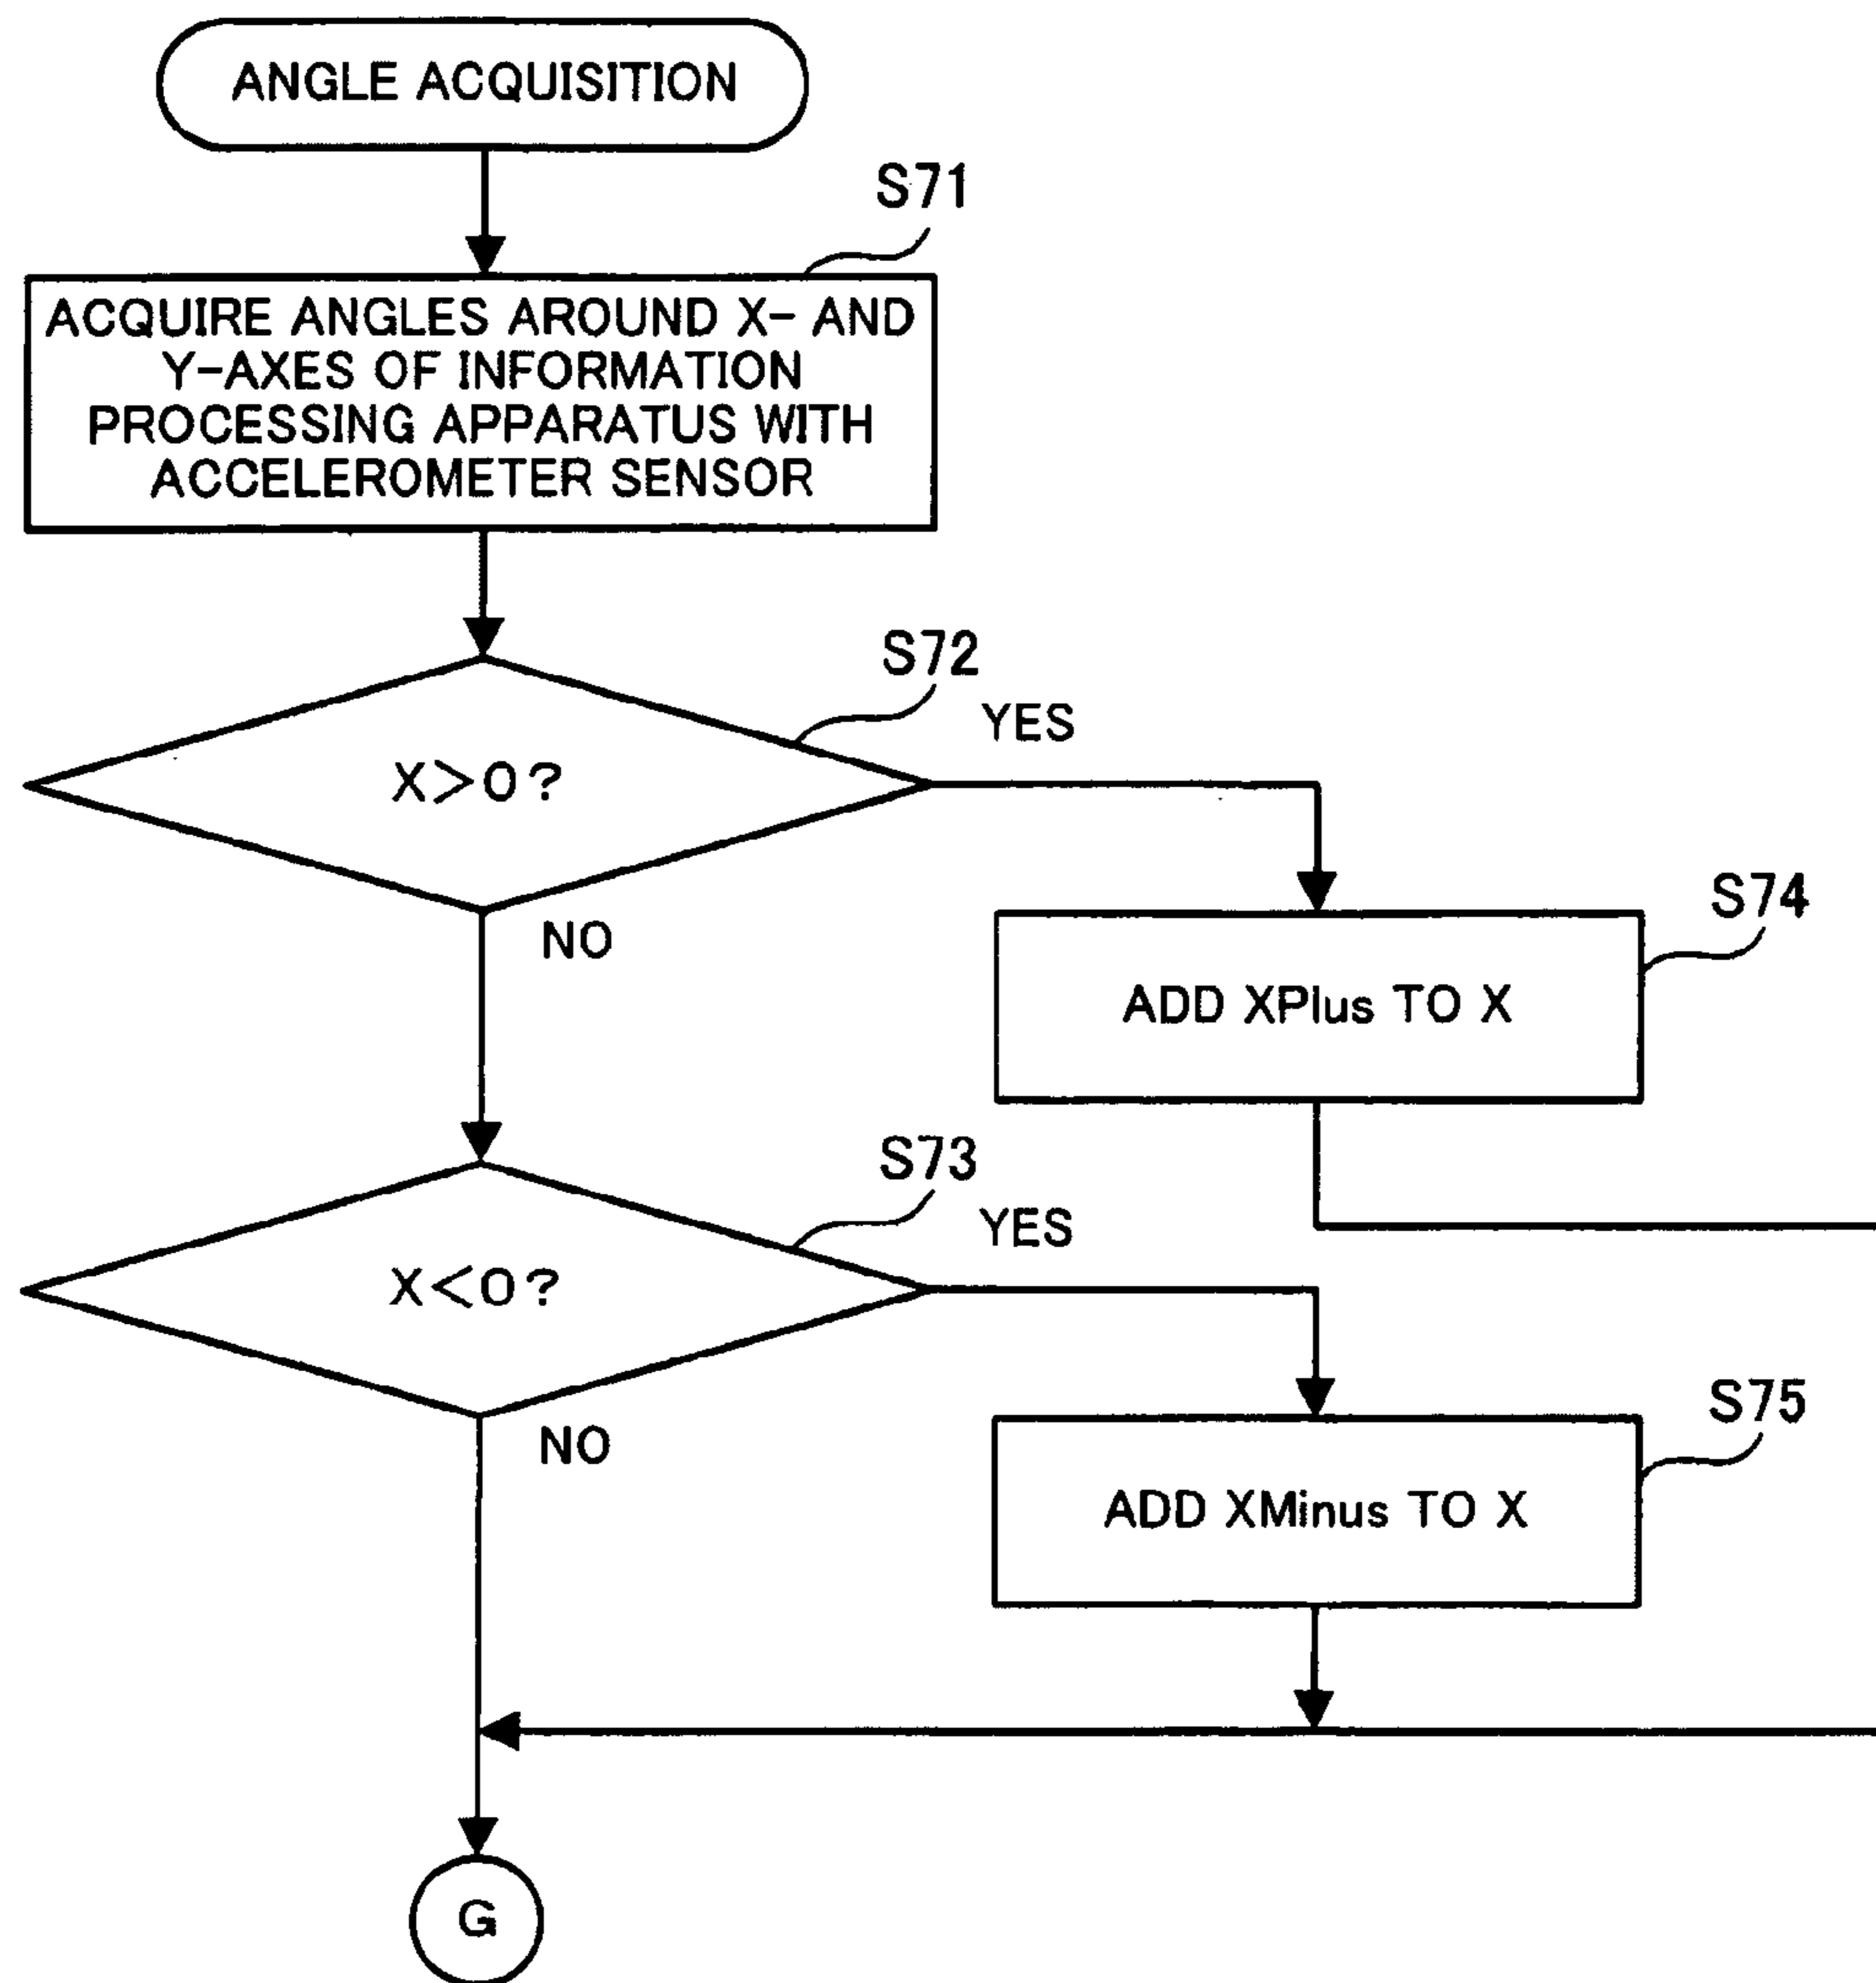 ANGLE ACQUISITION
S71
ACQUIRE ANGLES AROUND X- AND
Y-AXES OF INFORMATION
PROCESSING APPARATUS WITH
ACCELEROMETER SENSOR
S72
YES
X>0?
NO
S74
ADD XPlus TO X
S73
YES
X<0?
NO
S75
ADD XMinus TO X
G